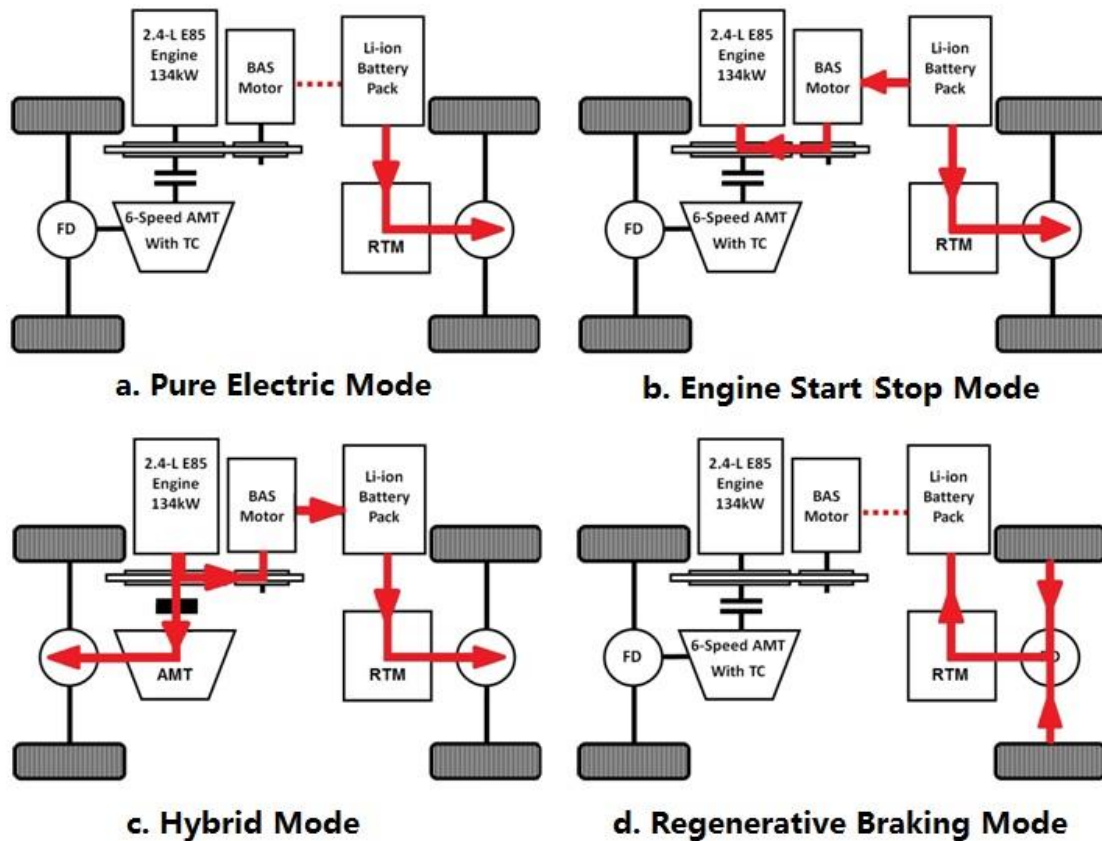 2.4-L E85
Engine
134kW
BAS
Motor
Li-ion
Battery
Pack
FD
6-Speed AMT
With TC
RTM
a. Pure Electric Mode
2.4-L E85
Engine
134kW
BAS
Motor
Li-ion
Battery
Pack
FD
6-Speed AMT
With TC
RTM
b. Engine Start Stop Mode
2.4-L E85
Engine
134kW
BAS
Motor
Li-ion
Battery
Pack
AMT
RTM
c. Hybrid Mode
2.4-L E85
Engine
134kW
BAS
Motor
Li-ion
Battery
Pack
FD
6-Speed AMT
With TC
RTM
d. Regenerative Braking Mode